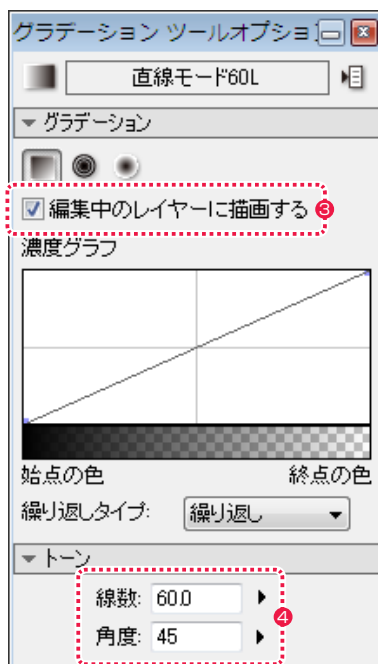 グラデーション ツールオプショ
直線モード60L
グラデーション
編集中のレイヤーに描画する ❸
濃度グラフ
始点の色 終点の色
繰り返しタイプ: 繰り返し
トーン
線数: 60.0
角度: 45
❹